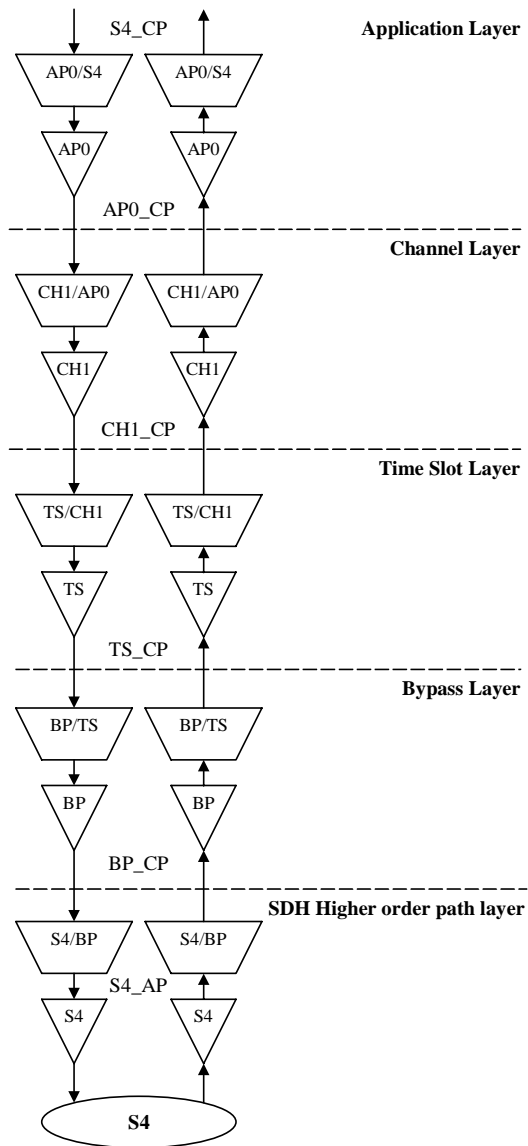 S4_CP
Application Layer
AP0/S4 AP0/S4
AP0 AP0
AP0_CP
Channel Layer
CH1/AP0 CH1/AP0
CH1 CH1
CH1_CP
Time Slot Layer
TS/CH1 TS/CH1
TS TS
TS_CP
Bypass Layer
BP/TS BP/TS
BP BP
BP_CP
SDH Higher order path layer
S4/BP S4/BP
S4_AP
S4 S4
S4